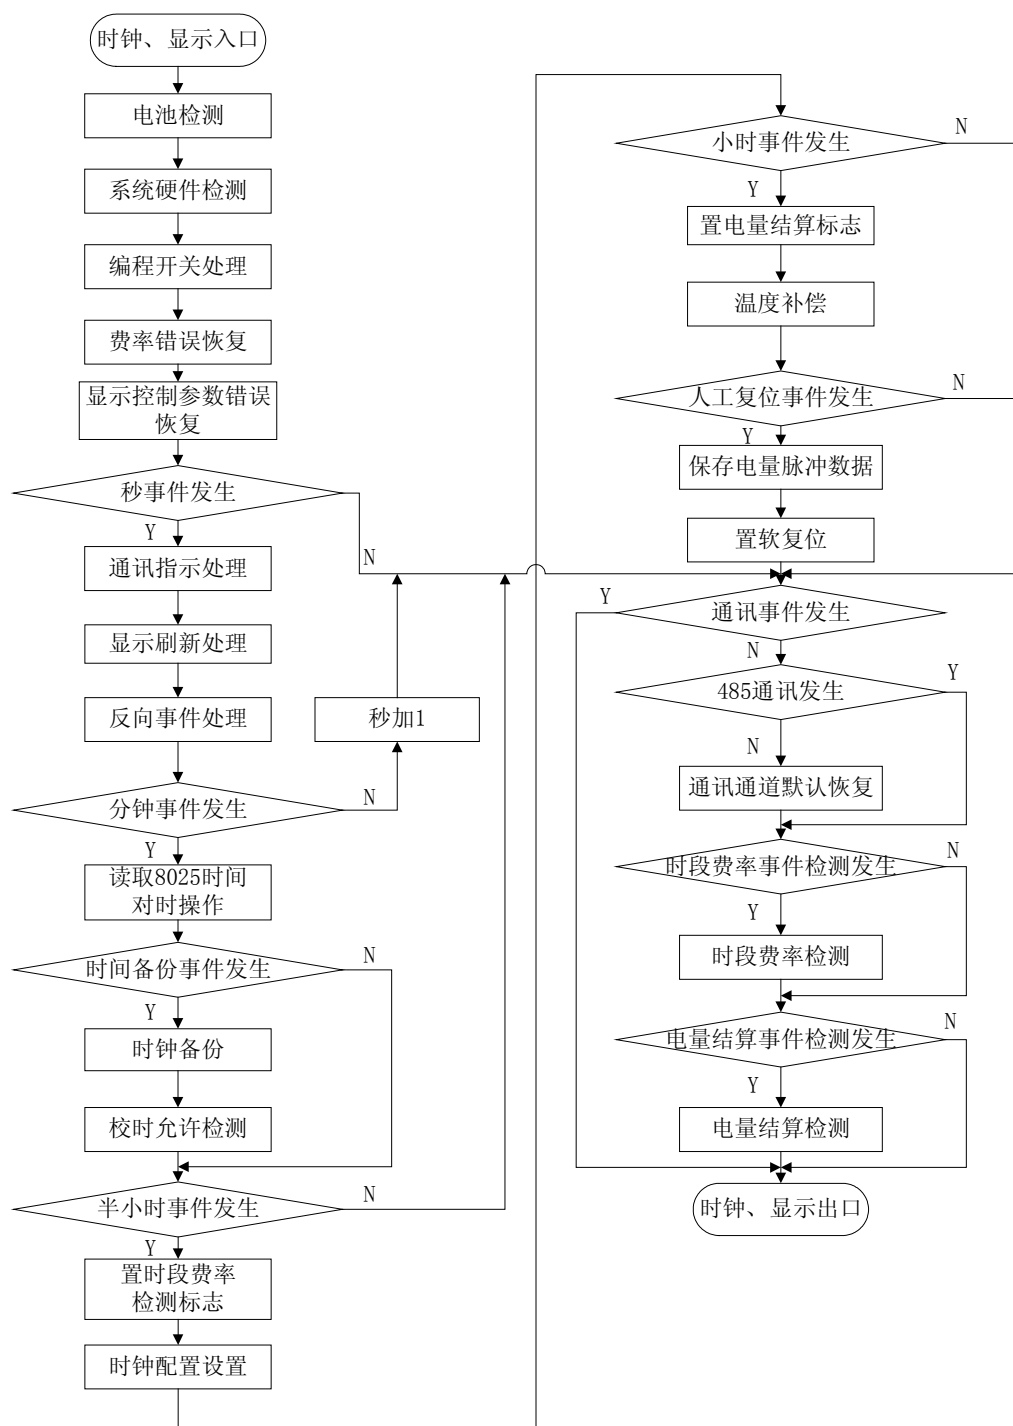 时钟、显示入口
电池检测
系统硬件检测
编程开关处理
费率错误恢复
显示控制参数错误
恢复
秒事件发生
Y
N
通讯指示处理
显示刷新处理
反向事件处理
秒加1
分钟事件发生
N
Y
读取8025时间
对时操作
时间备份事件发生
N
Y
时钟备份
校时允许检测
半小时事件发生
N
Y
置时段费率
检测标志
时钟配置设置
小时事件发生
N
Y
置电量结算标志
温度补偿
人工复位事件发生
N
Y
保存电量脉冲数据
置软复位
Y
通讯事件发生
N
485通讯发生
Y
N
通讯通道默认恢复
时段费率事件检测发生
N
Y
时段费率检测
电量结算事件检测发生
N
Y
电量结算检测
时钟、显示出口